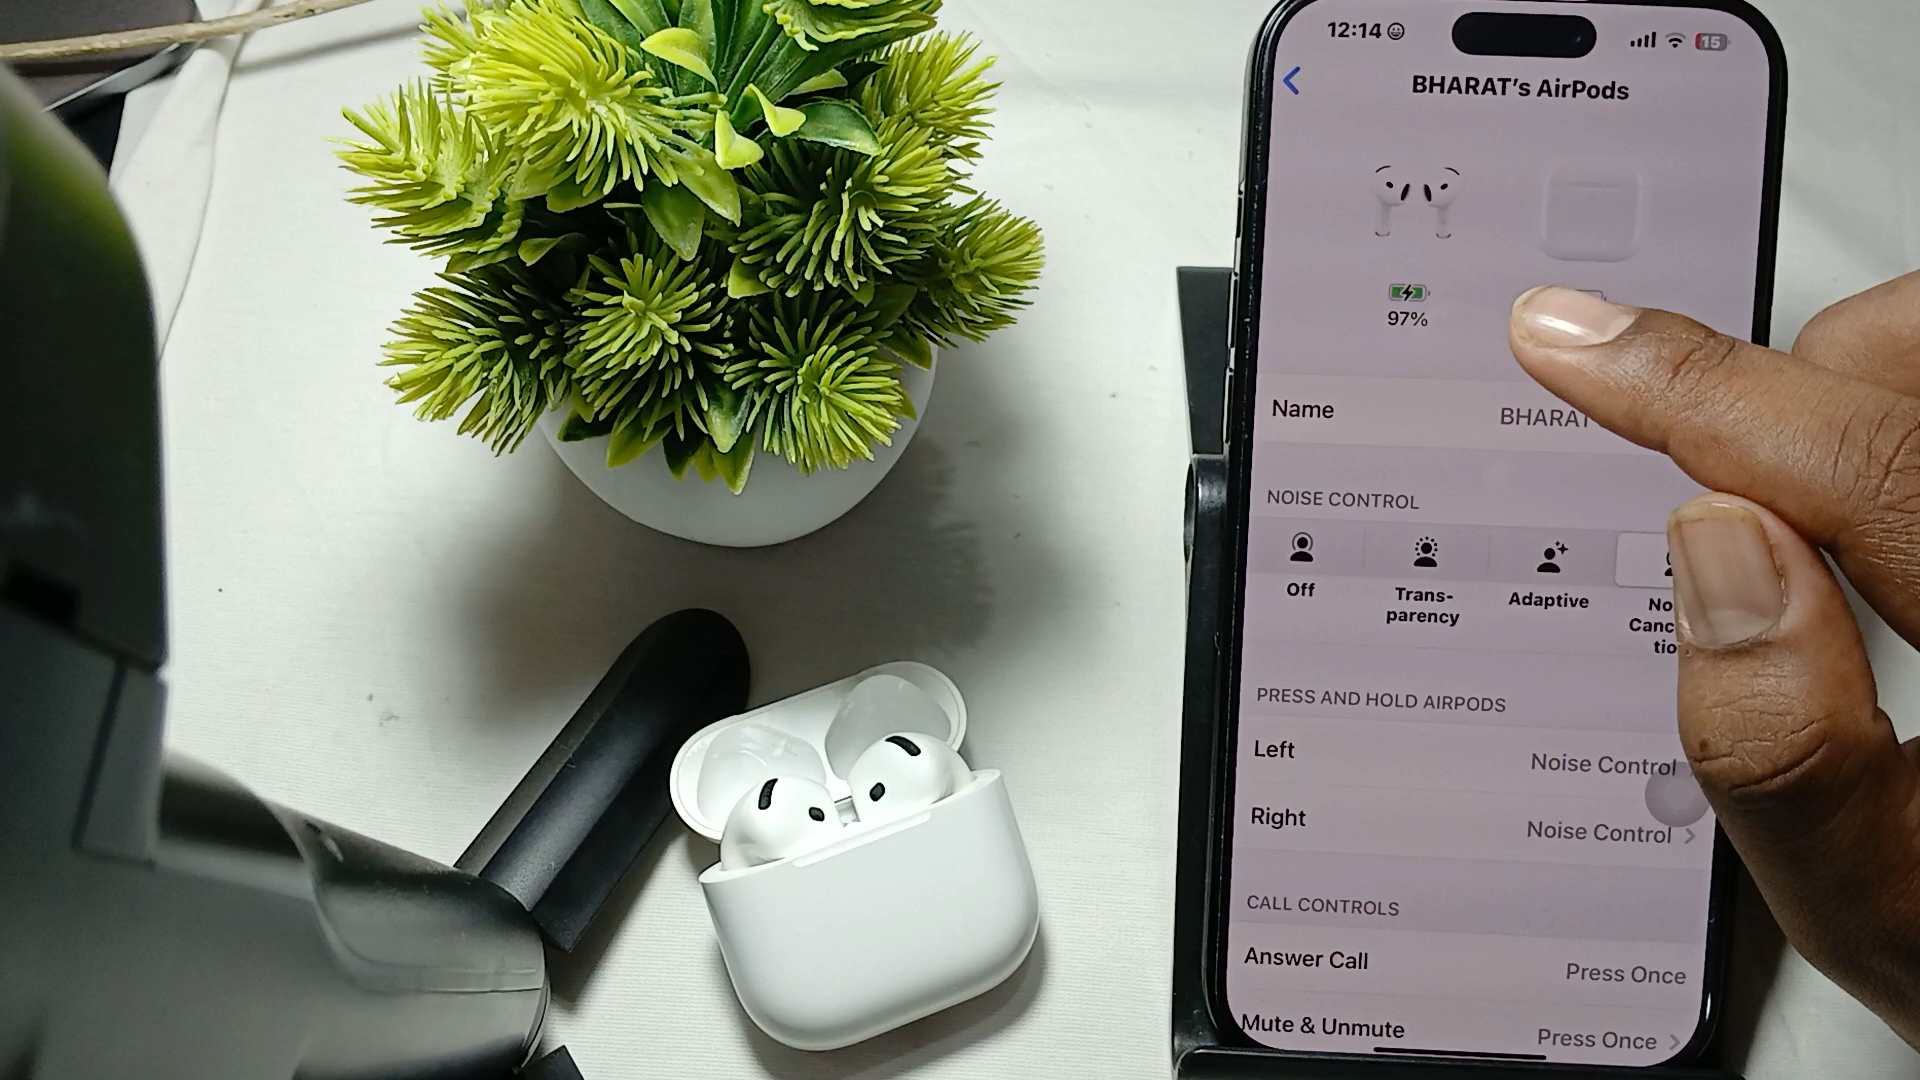 12:14
15
BHARAT's AirPods
97%
Name
BHARAT
NOISE CONTROL
Off
Trans-
parency
Adaptive
PRESS AND HOLD AIRPODS
Left
Noise Control
Right
Noise Control
CALL CONTROLS
Answer Call
Press Once
Mute & Unmute
Press Once